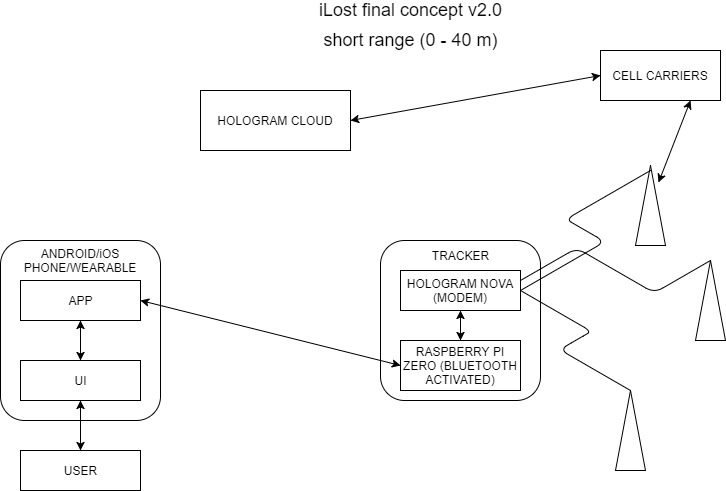 iLost final concept v2.0
short range (0 - 40 m)
CELL CARRIERS
HOLOGRAM CLOUD
ANDROID/iOS
PHONE/WEARABLE
APP
UI
USER
TRACKER
HOLOGRAM NOVA
(MODEM)
RASPBERRY PI
ZERO (BLUETOOTH
ACTIVATED)